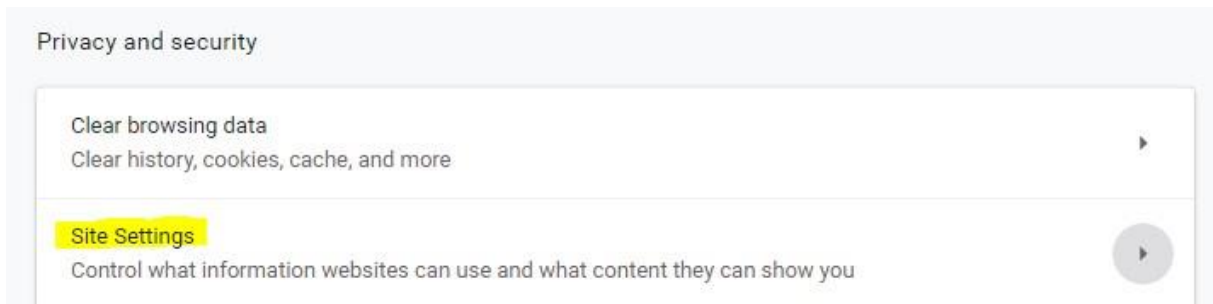 Privacy and security
Clear browsing data
Clear history, cookies, cache, and more
Site Settings
Control what information websites can use and what content they can show you